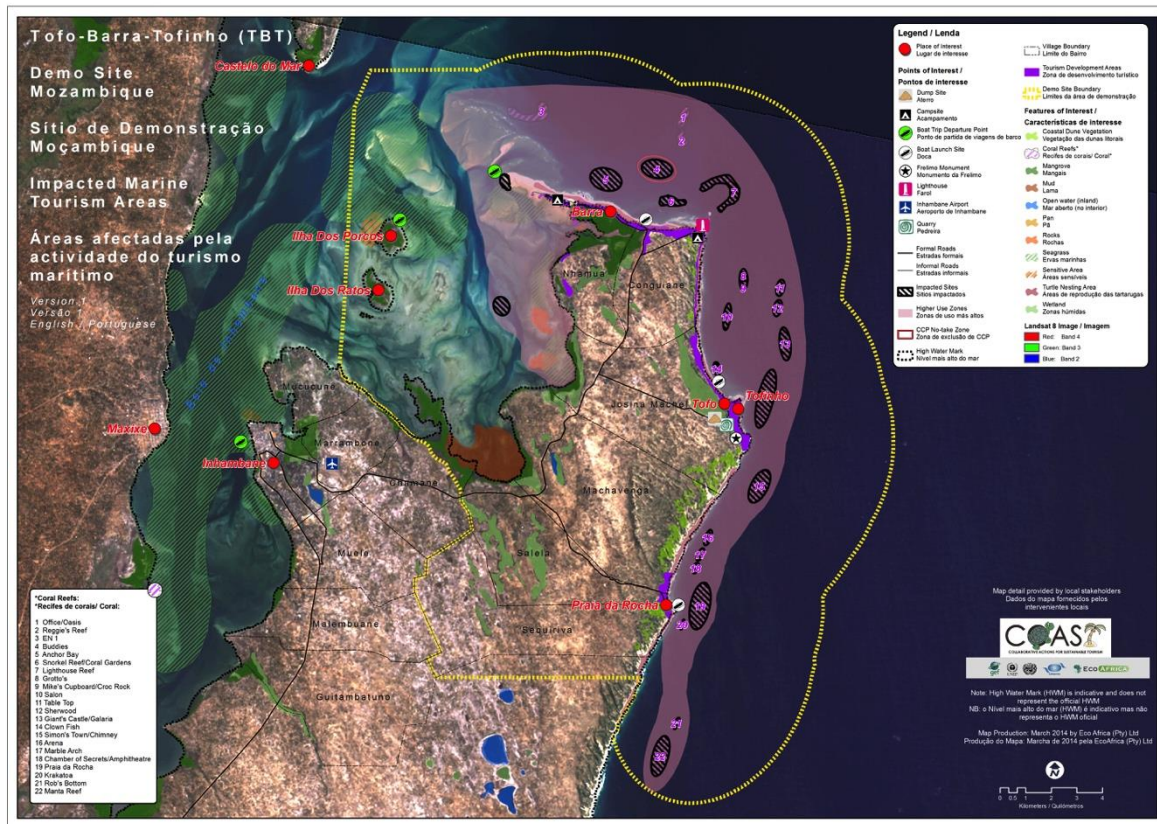 Tofo-Barra-Tofinho (TBT)
Demo Site
Mozambique
Sítio de Demonstração
Moçambique
Impacted Marine
Tourism Areas
Áreas afectadas pela
actividade do turismo
marítimo
Version 1
Versão 1
English / Portuguese
Castelo do Mar
Ilha Dos Porcos
Ilha Dos Ratos
Maxixe
Inhambane
Barra
Tofo
Tofinho
Praia da Rocha
Nhamua
Conguiane
Josina Machel
Mucucune
Marrambone
Chamane
Machavenga
Muele
Salela
Malembuane
Sequiriva
Guitambatuno
*Coral Reefs:
*Recifes de corais/ Coral:
1 Office/Oasis
2 Reggie's Reef
3 EN 1
4 Buddies
5 Anchor Bay
6 Snorkel Reef/Coral Gardens
7 Lighthouse Reef
8 Grotto's
9 Mike's Cupboard/Croc Rock
10 Salon
11 Table Top
12 Sherwood
13 Giant's Castle/Galaria
14 Clown Fish
15 Simon's Town/Chimney
16 Arena
17 Marble Arch
18 Chamber of Secrets/Amphitheatre
19 Praia da Rocha
20 Krakatoa
21 Rob's Bottom
22 Manta Reef
Legend / Lenda
Place of Interest
Lugar de interesse
Points of Interest /
Pontos de interesse
Dump Site
Aterro
Campsite
Acampamento
Boat Trip Departure Point
Ponto de partida de viagens de barco
Boat Launch Site
Doca
Frelimo Monument
Monumento da Frelimo
Lighthouse
Farol
Inhambane Airport
Aeroporto de Inhambane
Quarry
Pedreira
Formal Roads
Estradas formais
Informal Roads
Estradas informais
Impacted Sites
Sítios impactados
Higher Use Zones
Zonas de uso más altos
CCP No-take Zone
Zona de exclusão de CCP
High Water Mark
Nível mais alto do mar
Village Boundary
Limite do Bairro
Tourism Development Areas
Zona de desenvolvimento turístico
Demo Site Boundary
Limites da área de demonstração
Features of Interest /
Características de interesse
Coastal Dune Vegetation
Vegetação das dunas litorais
Coral Reefs*
Recifes de corais/ Coral*
Mangrove
Mangais
Mud
Lama
Open water (inland)
Mar aberto (no interior)
Pan
Pã
Rocks
Rochas
Seagrass
Ervas marinhas
Sensitive Area
Áreas sensíveis
Turtle Nesting Area
Áreas de reprodução das tartarugas
Wetland
Zonas húmidas
Landsat 8 Image / Imagem
Red: Band 4
Green: Band 3
Blue: Band 2
Map detail provided by local stakeholders
Dados do mapa fornecidos pelos
intervenientes locais
COAST
COLLABORATIVE ACTIONS FOR SUSTAINABLE TOURISM
ECOAFRICA
Note: High Water Mark (HWM) is indicative and does not
represent the official HWM
NB: o Nível mais alto do mar (HWM) é indicativo mas não
representa o HWM oficial
Map Production: March 2014 by Eco Africa (Pty) Ltd
Produção do Mapa: Marcha de 2014 pela EcoAfrica (Pty) Ltd
N
0 0.5 1 2 3 4
Kilometers / Quilómetros